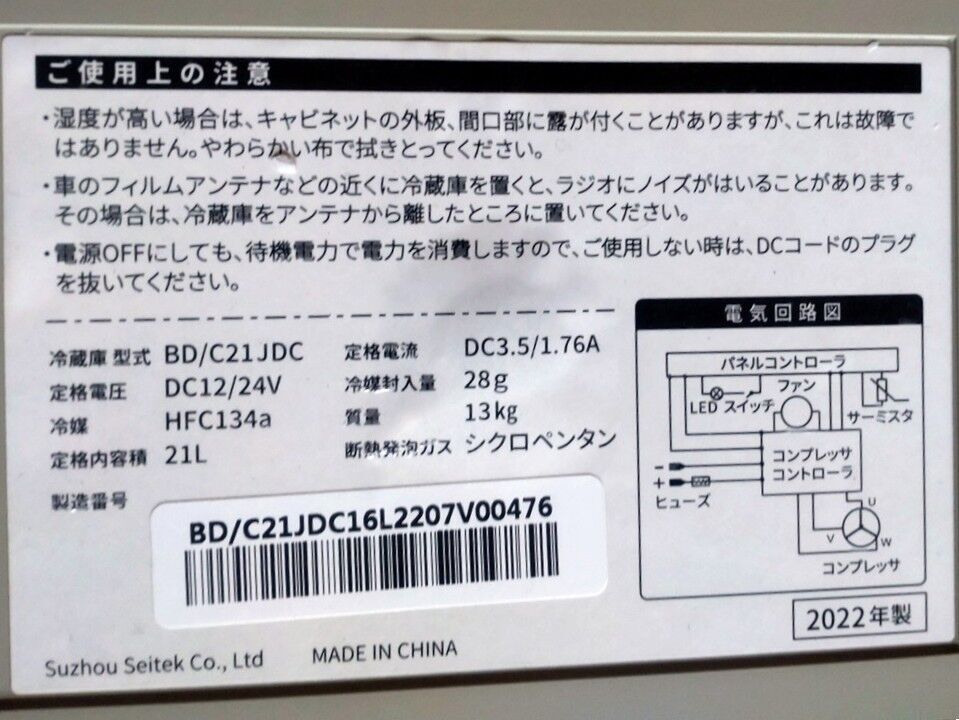 ご使用上の注意
・湿度が高い場合は、キャビネットの外板、間口部に露が付くことがありますが、これは故障で
はありません。やわらかい布で拭きとってください。
・車のフィルムアンテナなどの近くに冷蔵庫を置くと、ラジオにノイズがはいることがあります。
その場合は、冷蔵庫をアンテナから離したところに置いてください。
・電源OFFにしても、待機電力で電力を消費しますので、ご使用しない時は、DCコードのプラグ
を抜いてください。
冷蔵庫 型式 BD/C21JDC 定格電流 DC3.5/1.76A
定格電圧 DC12/24V 冷媒封入量 28g
冷媒 HFC134a 質量 13kg
定格内容積 21L 断熱発泡ガス シクロペンタン
製造番号
BD/C21JDC16L2207V00476
電気回路図
パネルコントローラ
ファン
LED スイッチ
サーミスタ
コンプレッサ
コントローラ
−
+
ヒューズ
U
V
W
コンプレッサ
2022年製
Suzhou Seitek Co., Ltd MADE IN CHINA